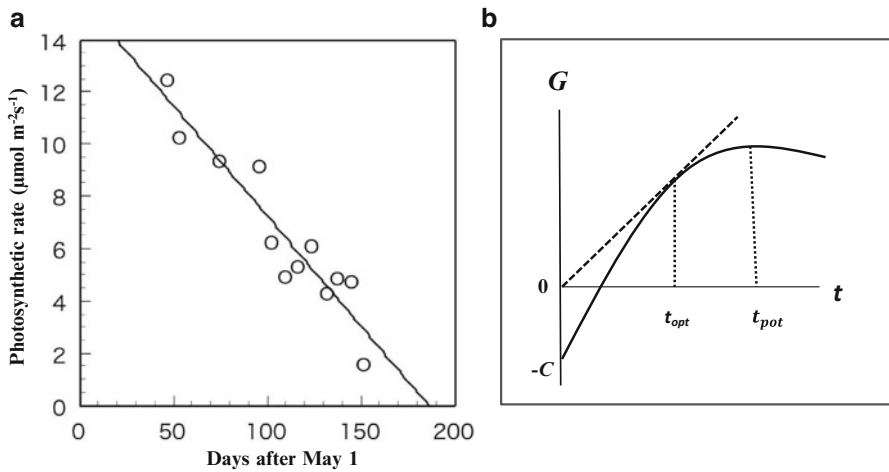 a
Photosynthetic rate (μmol m⁻²s⁻¹)
14
12
10
8
6
4
2
0
0 50 100 150 200
Days after May 1
b
G
0
t
t_opt t_pot
-C